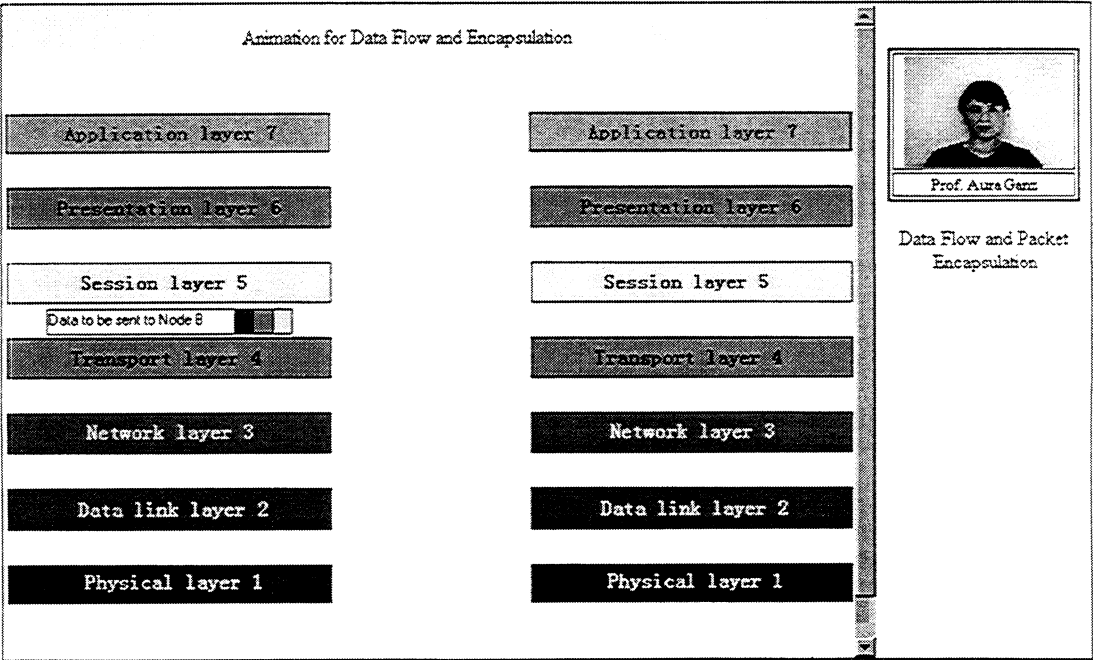 Animation for Data Flow and Encapsulation
Application layer 7
Presentation layer 6
Session layer 5
Data to be sent to Node B
Transport layer 4
Network layer 3
Data link layer 2
Physical layer 1
Application layer 7
Presentation layer 6
Session layer 5
Transport layer 4
Network layer 3
Data link layer 2
Physical layer 1
Prof. Aura Ganz
Data Flow and Packet
Encapsulation